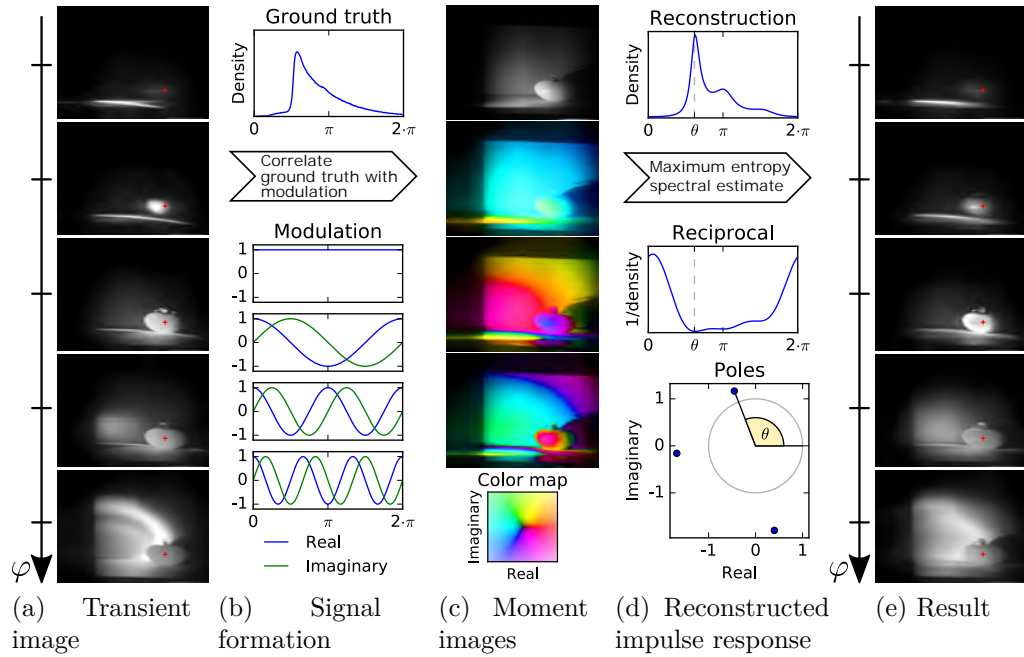 φ
(a) Transient
image
Ground truth
Density
0 π 2·π
Correlate
ground truth with
modulation
Modulation
1
0
-1
1
0
-1
1
0
-1
1
0
-1
0 π 2·π
Real
Imaginary
(b) Signal
formation
Color map
Imaginary
Real
(c) Moment
images
Reconstruction
Density
0 θ π 2·π
Maximum entropy
spectral estimate
Reciprocal
1/density
0 θ π 2·π
Poles
Imaginary
1
0
-1
θ
-1 0 1
Real
(d) Reconstructed
impulse response
φ
(e) Result